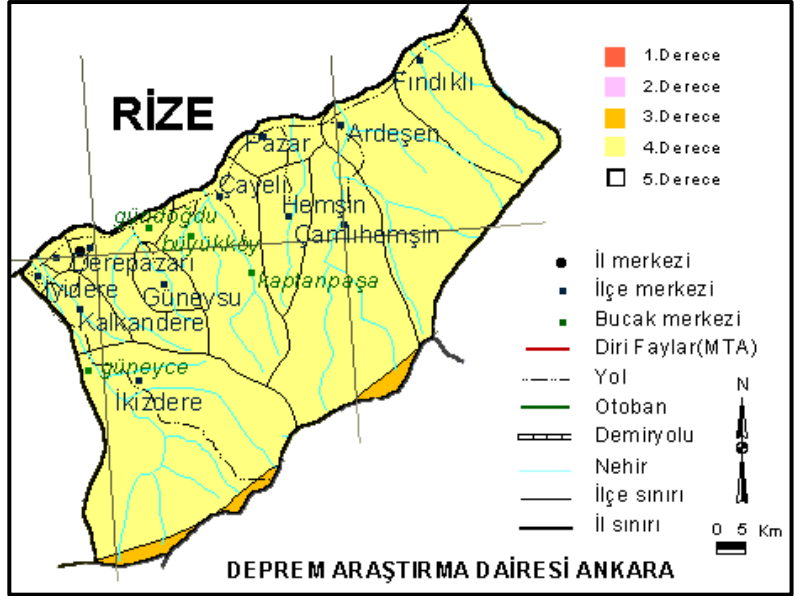 RİZE
Fındıklı
Ardeşen
Pazar
Çayeli
Hemşin
gündoğdu
Çamlıhemşin
büyükköy
Derepazarı
kaptanpaşa
İyidere
Güneysu
Kalkandere
güneyce
İkizdere
1.Derece
2.Derece
3.Derece
4.Derece
5.Derece
İl merkezi
İlçe merkezi
Bucak merkezi
Diri Faylar(MTA)
Yol
Otoban
Demiryolu
Nehir
İlçe sınırı
İl sınırı
N
0 5 Km
DEPREM ARAŞTIRMA DAİRESİ ANKARA